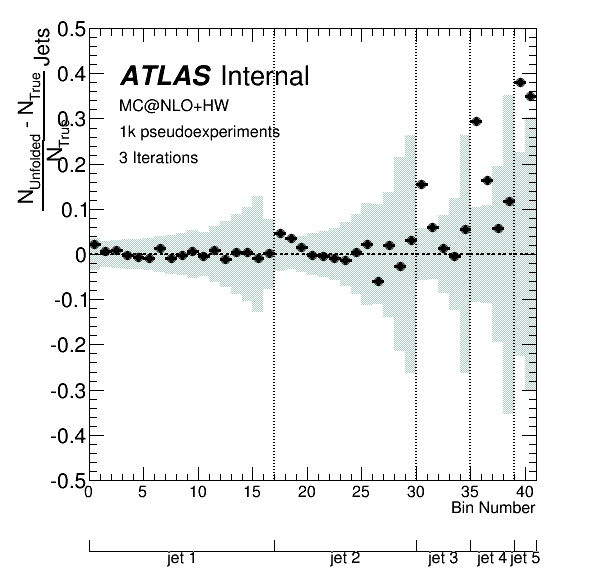 N_Unfolded - N_True
N_True
Jets
0.5
0.4
0.3
0.2
0.1
0
-0.1
-0.2
-0.3
-0.4
-0.5
ATLAS Internal
MC@NLO+HW
1k pseudoexperiments
3 Iterations
0 5 10 15 20 25 30 35 40
Bin Number
jet 1 jet 2 jet 3 jet 4 jet 5